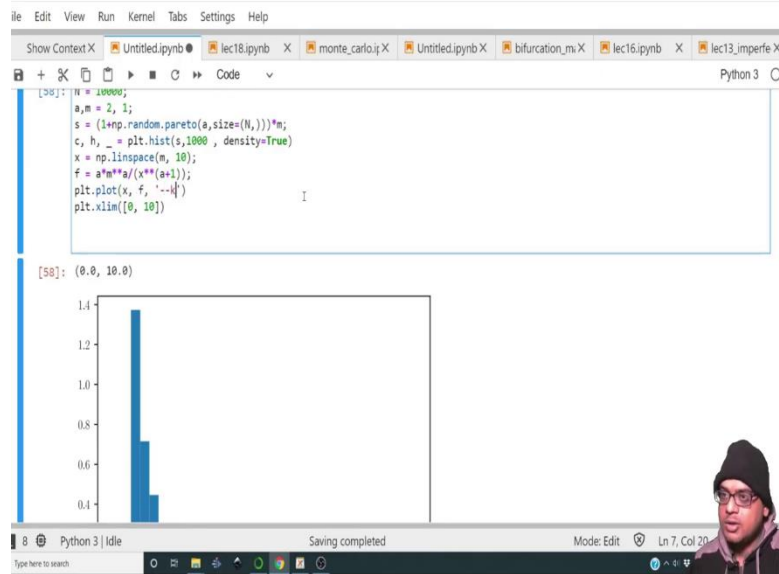 ile Edit View Run Kernel Tabs Settings Help
Show Context X Untitled.ipynb lec18.ipynb X monte_carlo.ip X Untitled.ipynb X bifurcation_m X lec16.ipynb X lec13_imperfe X
Code Python 3
[58]: N = 10000;
a,m = 2, 1;
s = (1+np.random.pareto(a,size=(N,)))*m;
c, h, _ = plt.hist(s,1000 , density=True)
x = np.linspace(m, 10);
f = a*m**a/(x**(a+1));
plt.plot(x, f, '--k')
plt.xlim([0, 10])
[58]: (0.0, 10.0)
1.4
1.2
1.0
0.8
0.6
0.4
8 Python 3 | Idle Saving completed Mode: Edit Ln 7, Col 20
Type here to search